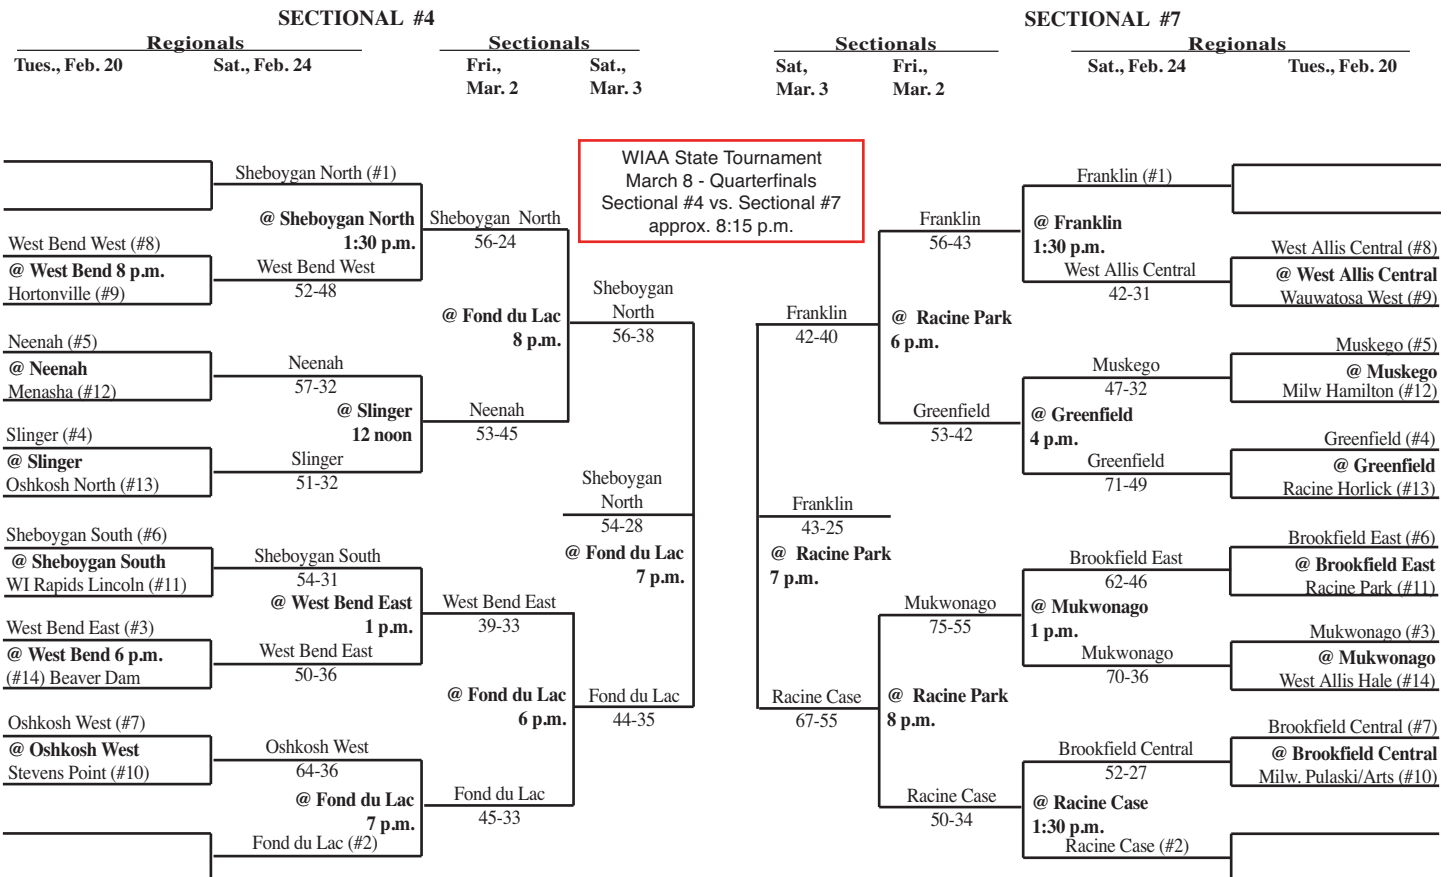 SECTIONAL #4
Regionals
Sectionals
Tues., Feb. 20
Sat., Feb. 24
Fri.,
Mar. 2
Sat.,
Mar. 3
West Bend West (#8)
@ West Bend 8 p.m.
Hortonville (#9)
Neenah (#5)
@ Neenah
Menasha (#12)
Slinger (#4)
@ Slinger
Oshkosh North (#13)
Sheboygan South (#6)
@ Sheboygan South
WI Rapids Lincoln (#11)
West Bend East (#3)
@ West Bend 6 p.m.
(#14) Beaver Dam
Oshkosh West (#7)
@ Oshkosh West
Stevens Point (#10)
Sheboygan North (#1)
@ Sheboygan North
1:30 p.m.
West Bend West
52-48
Neenah
57-32
@ Slinger
12 noon
Slinger
51-32
Sheboygan South
54-31
@ West Bend East
1 p.m.
West Bend East
50-36
Oshkosh West
64-36
@ Fond du Lac
7 p.m.
Fond du Lac (#2)
Sheboygan North
56-24
@ Fond du Lac
8 p.m.
Neenah
53-45
West Bend East
39-33
@ Fond du Lac
6 p.m.
Fond du Lac
45-33
Sheboygan
North
56-38
Sheboygan
North
54-28
@ Fond du Lac
7 p.m.
Fond du Lac
44-35
WIAA State Tournament
March 8 - Quarterfinals
Sectional #4 vs. Sectional #7
approx. 8:15 p.m.
SECTIONAL #7
Sectionals
Regionals
Sat,
Mar. 3
Fri.,
Mar. 2
Sat., Feb. 24
Tues., Feb. 20
Franklin
42-40
Franklin
43-25
@ Racine Park
7 p.m.
Racine Case
67-55
Franklin
56-43
@ Racine Park
6 p.m.
Greenfield
53-42
Mukwonago
75-55
@ Racine Park
8 p.m.
Racine Case
50-34
Franklin (#1)
@ Franklin
1:30 p.m.
West Allis Central
42-31
Muskego
47-32
@ Greenfield
4 p.m.
Greenfield
71-49
Brookfield East
62-46
@ Mukwonago
1 p.m.
Mukwonago
70-36
Brookfield Central
52-27
@ Racine Case
1:30 p.m.
Racine Case (#2)
West Allis Central (#8)
@ West Allis Central
Wauwatosa West (#9)
Muskego (#5)
@ Muskego
Milw Hamilton (#12)
Greenfield (#4)
@ Greenfield
Racine Horlick (#13)
Brookfield East (#6)
@ Brookfield East
Racine Park (#11)
Mukwonago (#3)
@ Mukwonago
West Allis Hale (#14)
Brookfield Central (#7)
@ Brookfield Central
Milw. Pulaski/Arts (#10)